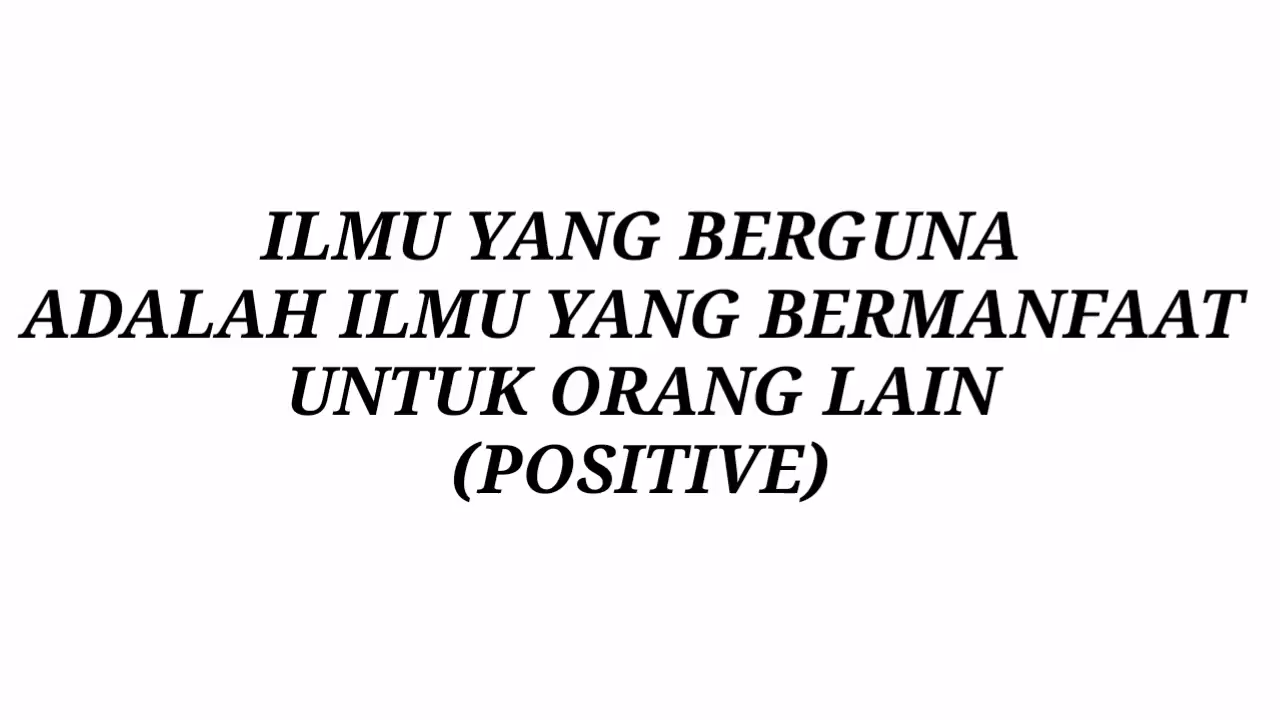 ILMU YANG BERGUNA
ADALAH ILMU YANG BERMANFAAT
UNTUK ORANG LAIN
(POSITIVE)